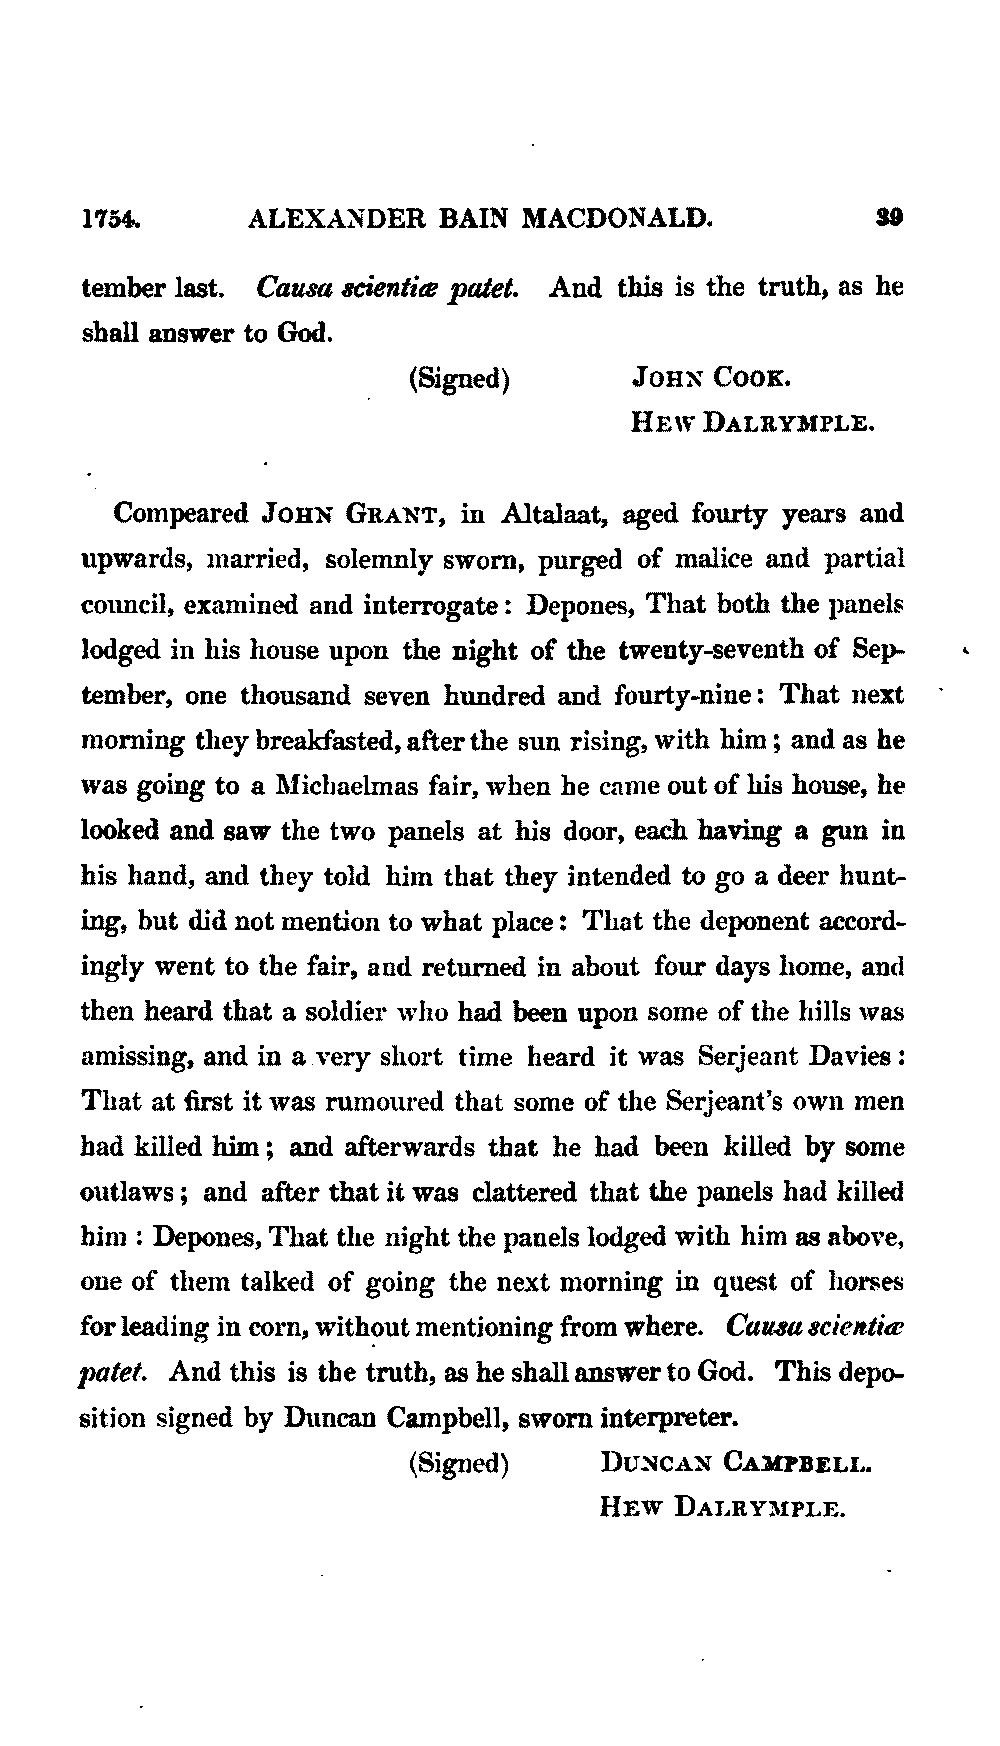 1754. ALEXANDER BAIN MACDONALD. 39
tember last. Causa scientiæ patet. And this is the truth, as he
shall answer to God.
(Signed) JOHN COOK.
HEW DALRYMPLE.
Compeared JOHN GRANT, in Altalaat, aged fourty years and
upwards, married, solemnly sworn, purged of malice and partial
council, examined and interrogate: Depones, That both the panels
lodged in his house upon the night of the twenty-seventh of Sep-
tember, one thousand seven hundred and fourty-nine: That next
morning they breakfasted, after the sun rising, with him; and as he
was going to a Michaelmas fair, when he came out of his house, he
looked and saw the two panels at his door, each having a gun in
his hand, and they told him that they intended to go a deer hunt-
ing, but did not mention to what place: That the deponent accord-
ingly went to the fair, and returned in about four days home, and
then heard that a soldier who had been upon some of the hills was
amissing, and in a very short time heard it was Serjeant Davies:
That at first it was rumoured that some of the Serjeant's own men
had killed him; and afterwards that he had been killed by some
outlaws; and after that it was clattered that the panels had killed
him: Depones, That the night the panels lodged with him as above,
one of them talked of going the next morning in quest of horses
for leading in corn, without mentioning from where. Causa scientiæ
patet. And this is the truth, as he shall answer to God. This depo-
sition signed by Duncan Campbell, sworn interpreter.
(Signed) DUNCAN CAMPBELL.
HEW DALRYMPLE.